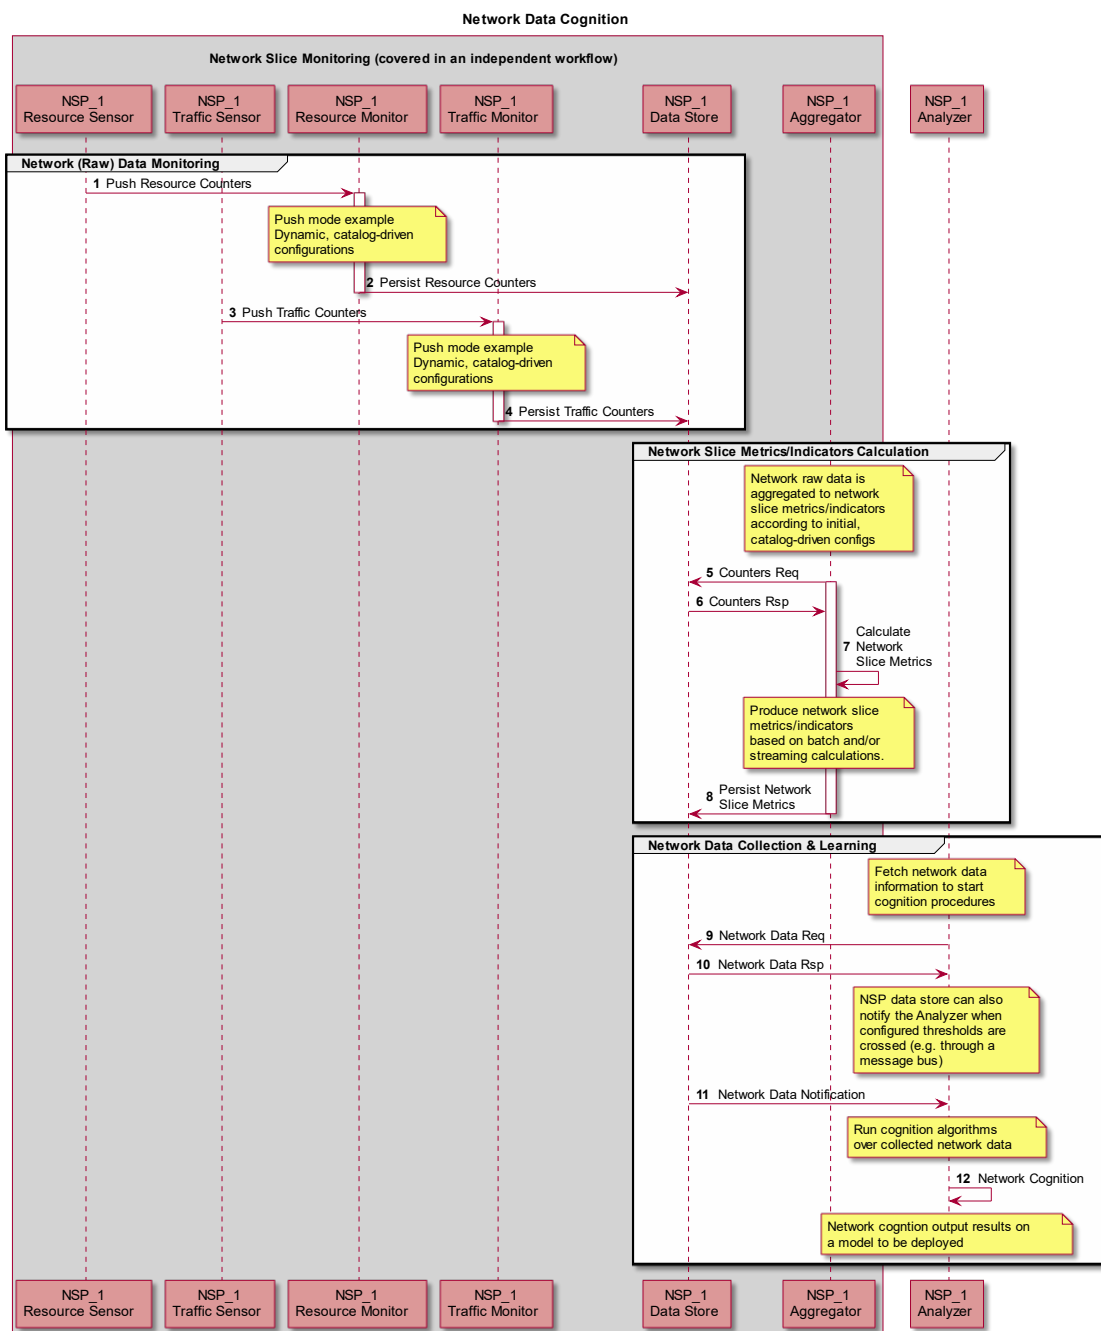 Network Data Cognition
Network Slice Monitoring (covered in an independent workflow)
NSP_1
Resource Sensor
NSP_1
Traffic Sensor
NSP_1
Resource Monitor
NSP_1
Traffic Monitor
NSP_1
Data Store
NSP_1
Aggregator
NSP_1
Analyzer
Network (Raw) Data Monitoring
1 Push Resource Counters
Push mode example
Dynamic, catalog-driven
configurations
2 Persist Resource Counters
3 Push Traffic Counters
Push mode example
Dynamic, catalog-driven
configurations
4 Persist Traffic Counters
Network Slice Metrics/Indicators Calculation
Network raw data is
aggregated to network
slice metrics/indicators
according to initial,
catalog-driven configs
5 Counters Req
6 Counters Rsp
Calculate
7 Network
Slice Metrics
Produce network slice
metrics/indicators
based on batch and/or
streaming calculations.
8 Persist Network
Slice Metrics
Network Data Collection & Learning
Fetch network data
information to start
cognition procedures
9 Network Data Req
10 Network Data Rsp
NSP data store can also
notify the Analyzer when
configured thresholds are
crossed (e.g. through a
message bus)
11 Network Data Notification
Run cognition algorithms
over collected network data
12 Network Cognition
Network cogntion output results on
a model to be deployed
NSP_1
Resource Sensor
NSP_1
Traffic Sensor
NSP_1
Resource Monitor
NSP_1
Traffic Monitor
NSP_1
Data Store
NSP_1
Aggregator
NSP_1
Analyzer